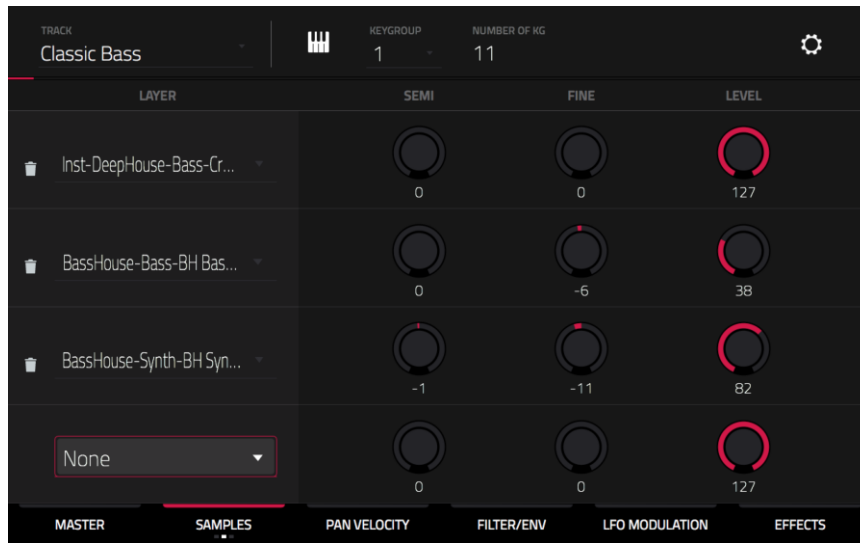 TRACK KEYGROUP NUMBER OF KG
Classic Bass 1 11
LAYER SEMI FINE LEVEL
Inst-DeepHouse-Bass-Cr...
0 0 127
BassHouse-Bass-BH Bas...
0 -6 38
BassHouse-Synth-BH Syn...
-1 -11 82
None
0 0 127
MASTER SAMPLES PAN VELOCITY FILTER/ENV LFO MODULATION EFFECTS